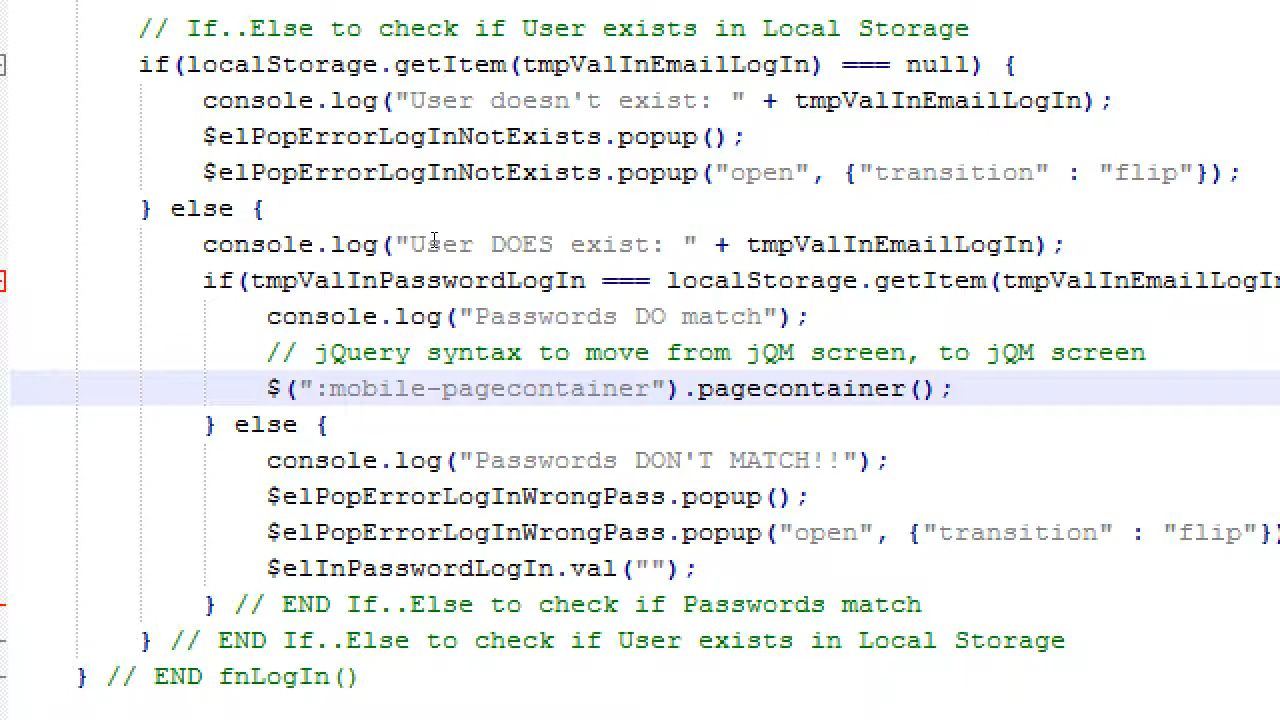 // If..Else to check if User exists in Local Storage
if(localStorage.getItem(tmpValInEmailLogIn) === null) {
console.log("User doesn't exist: " + tmpValInEmailLogIn);
$elPopErrorLogInNotExists.popup();
$elPopErrorLogInNotExists.popup("open", {"transition" : "flip"});
} else {
console.log("User DOES exist: " + tmpValInEmailLogIn);
if(tmpValInPasswordLogIn === localStorage.getItem(tmpValInEmailLogIn
console.log("Passwords DO match");
// jQuery syntax to move from jQM screen, to jQM screen
$(":mobile-pagecontainer").pagecontainer();
} else {
console.log("Passwords DON'T MATCH!!");
$elPopErrorLogInWrongPass.popup();
$elPopErrorLogInWrongPass.popup("open", {"transition" : "flip"})
$elInPasswordLogIn.val("");
} // END If..Else to check if Passwords match
} // END If..Else to check if User exists in Local Storage
} // END fnLogIn()